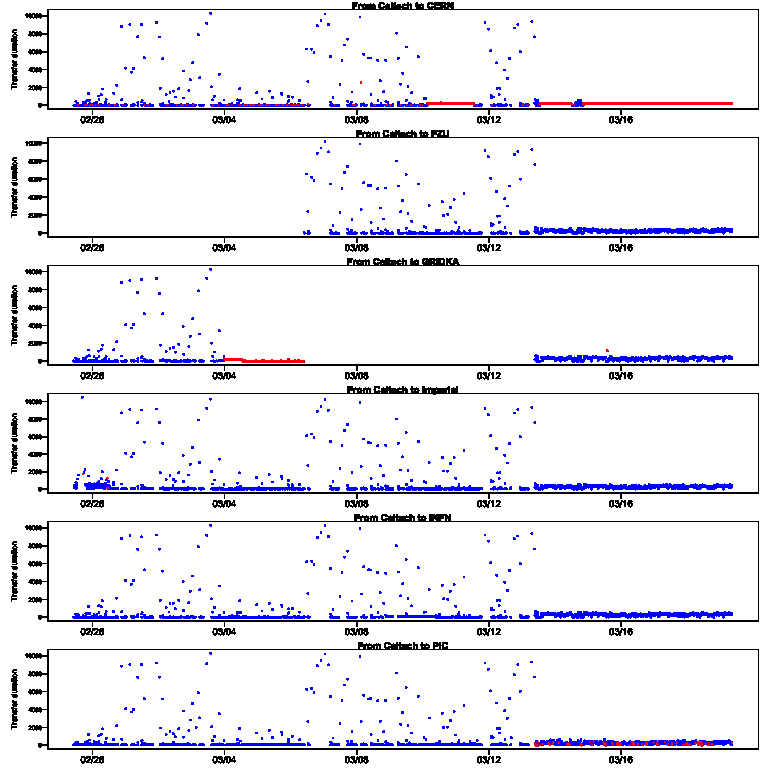 From Caltech to CERN
Transfer duration
10000
8000
6000
4000
2000
0
02/28 03/04 03/08 03/12 03/16
From Caltech to FZU
Transfer duration
10000
8000
6000
4000
2000
0
02/28 03/04 03/08 03/12 03/16
From Caltech to GRIDKA
Transfer duration
10000
8000
6000
4000
2000
0
02/28 03/04 03/08 03/12 03/16
From Caltech to Imperial
Transfer duration
10000
8000
6000
4000
2000
0
02/28 03/04 03/08 03/12 03/16
From Caltech to INFN
Transfer duration
10000
8000
6000
4000
2000
0
02/28 03/04 03/08 03/12 03/16
From Caltech to PIC
Transfer duration
10000
8000
6000
4000
2000
0
02/28 03/04 03/08 03/12 03/16